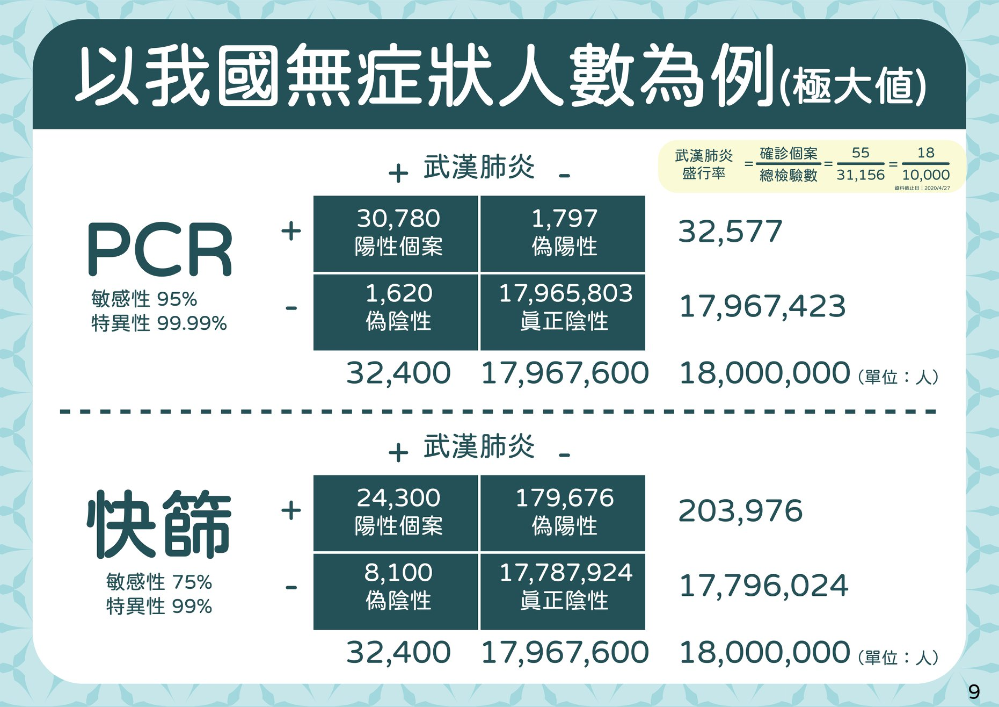 以我國無症狀人數為例(極大值)
武漢肺炎盛行率 = 確診個案/總檢驗數 = 55/31,156 = 18/10,000
資料截止日：2020/4/27
+ 武漢肺炎 -
PCR
敏感性 95%
特異性 99.99%
+ 30,780 1,797 32,577
陽性個案 偽陽性
- 1,620 17,965,803 17,967,423
偽陰性 眞正陰性
32,400 17,967,600 18,000,000 (單位：人)
+ 武漢肺炎 -
快篩
敏感性 75%
特異性 99%
+ 24,300 179,676 203,976
陽性個案 偽陽性
- 8,100 17,787,924 17,796,024
偽陰性 眞正陰性
32,400 17,967,600 18,000,000 (單位：人)
9